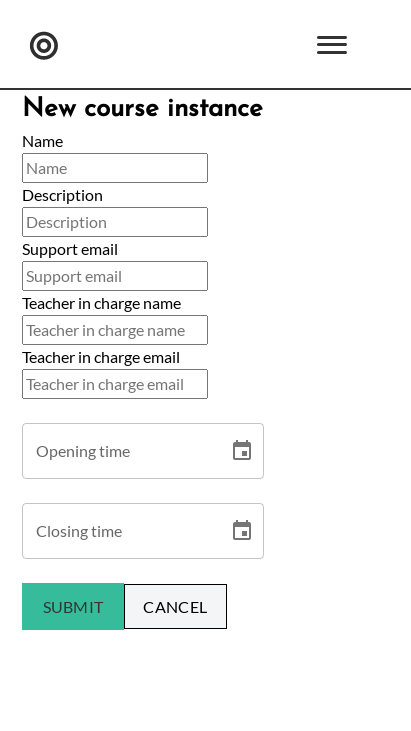 New course instance
Name
Name
Description
Description
Support email
Support email
Teacher in charge name
Teacher in charge name
Teacher in charge email
Teacher in charge email
Opening time
Closing time
SUBMIT CANCEL